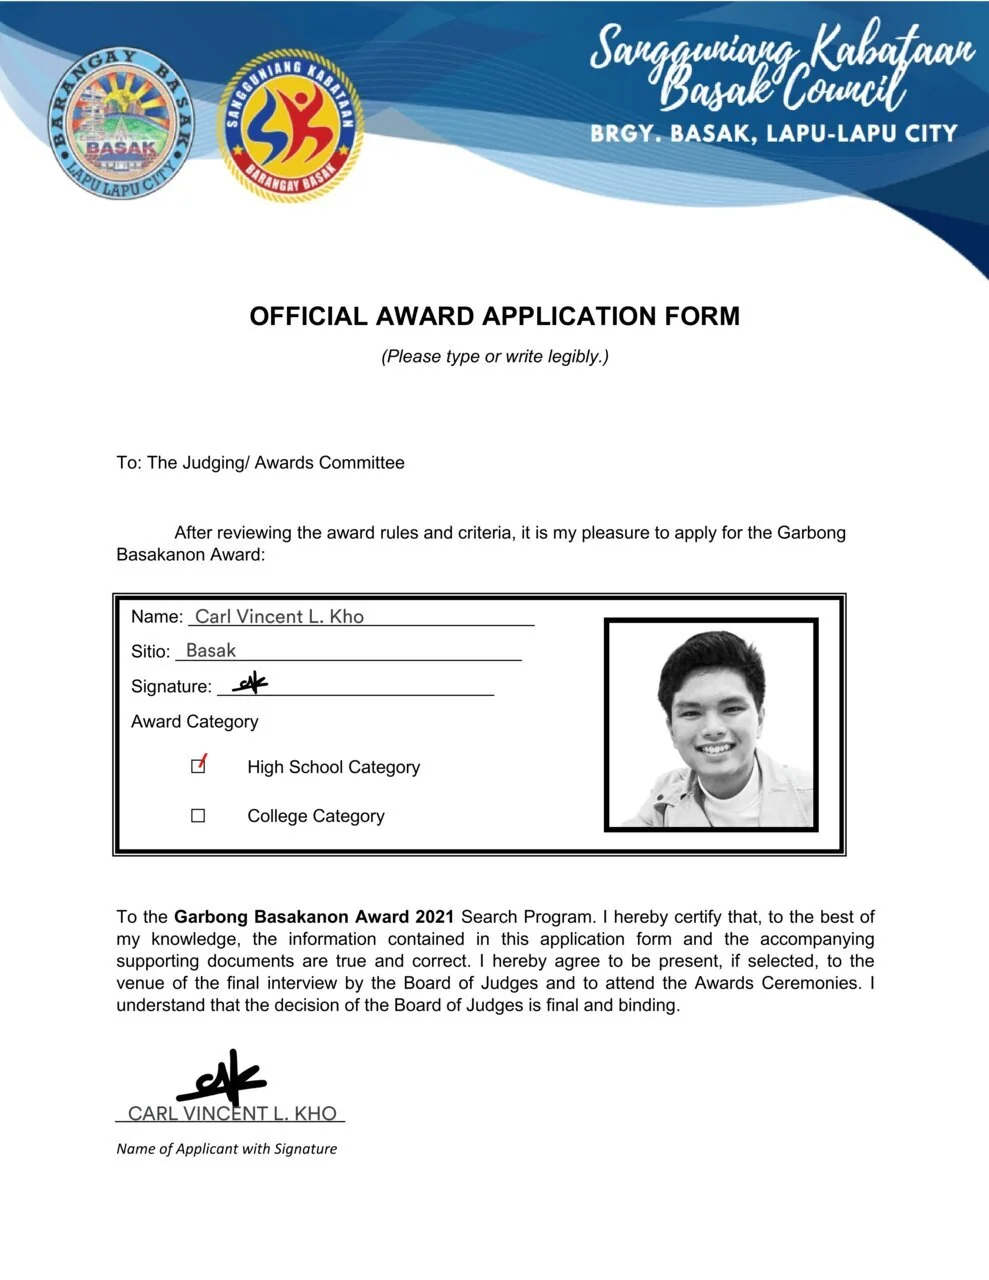 BARANGAY BASAK
BASAK
LAPU LAPU CITY
SANGGUNIANG KABATAN
SK
BARANGAY BASAK
Sangguniang Kabataan
Basak Council
BRGY. BASAK, LAPU-LAPU CITY
OFFICIAL AWARD APPLICATION FORM
(Please type or write legibly.)
To: The Judging/ Awards Committee
After reviewing the award rules and criteria, it is my pleasure to apply for the Garbong
Basakanon Award:
Name: Carl Vincent L. Kho
Sitio: Basak
Signature: cvk
Award Category
High School Category
College Category
To the Garbong Basakanon Award 2021 Search Program. I hereby certify that, to the best of
my knowledge, the information contained in this application form and the accompanying
supporting documents are true and correct. I hereby agree to be present, if selected, to the
venue of the final interview by the Board of Judges and to attend the Awards Ceremonies. I
understand that the decision of the Board of Judges is final and binding.
cvk
CARL VINCENT L. KHO
Name of Applicant with Signature